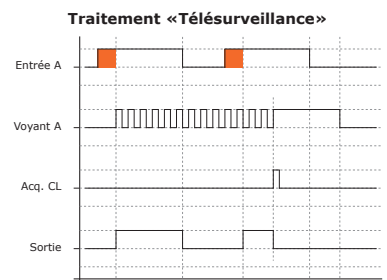 Traitement «Télésurveillance»
Entrée A
Voyant A
Acq. CL
Sortie